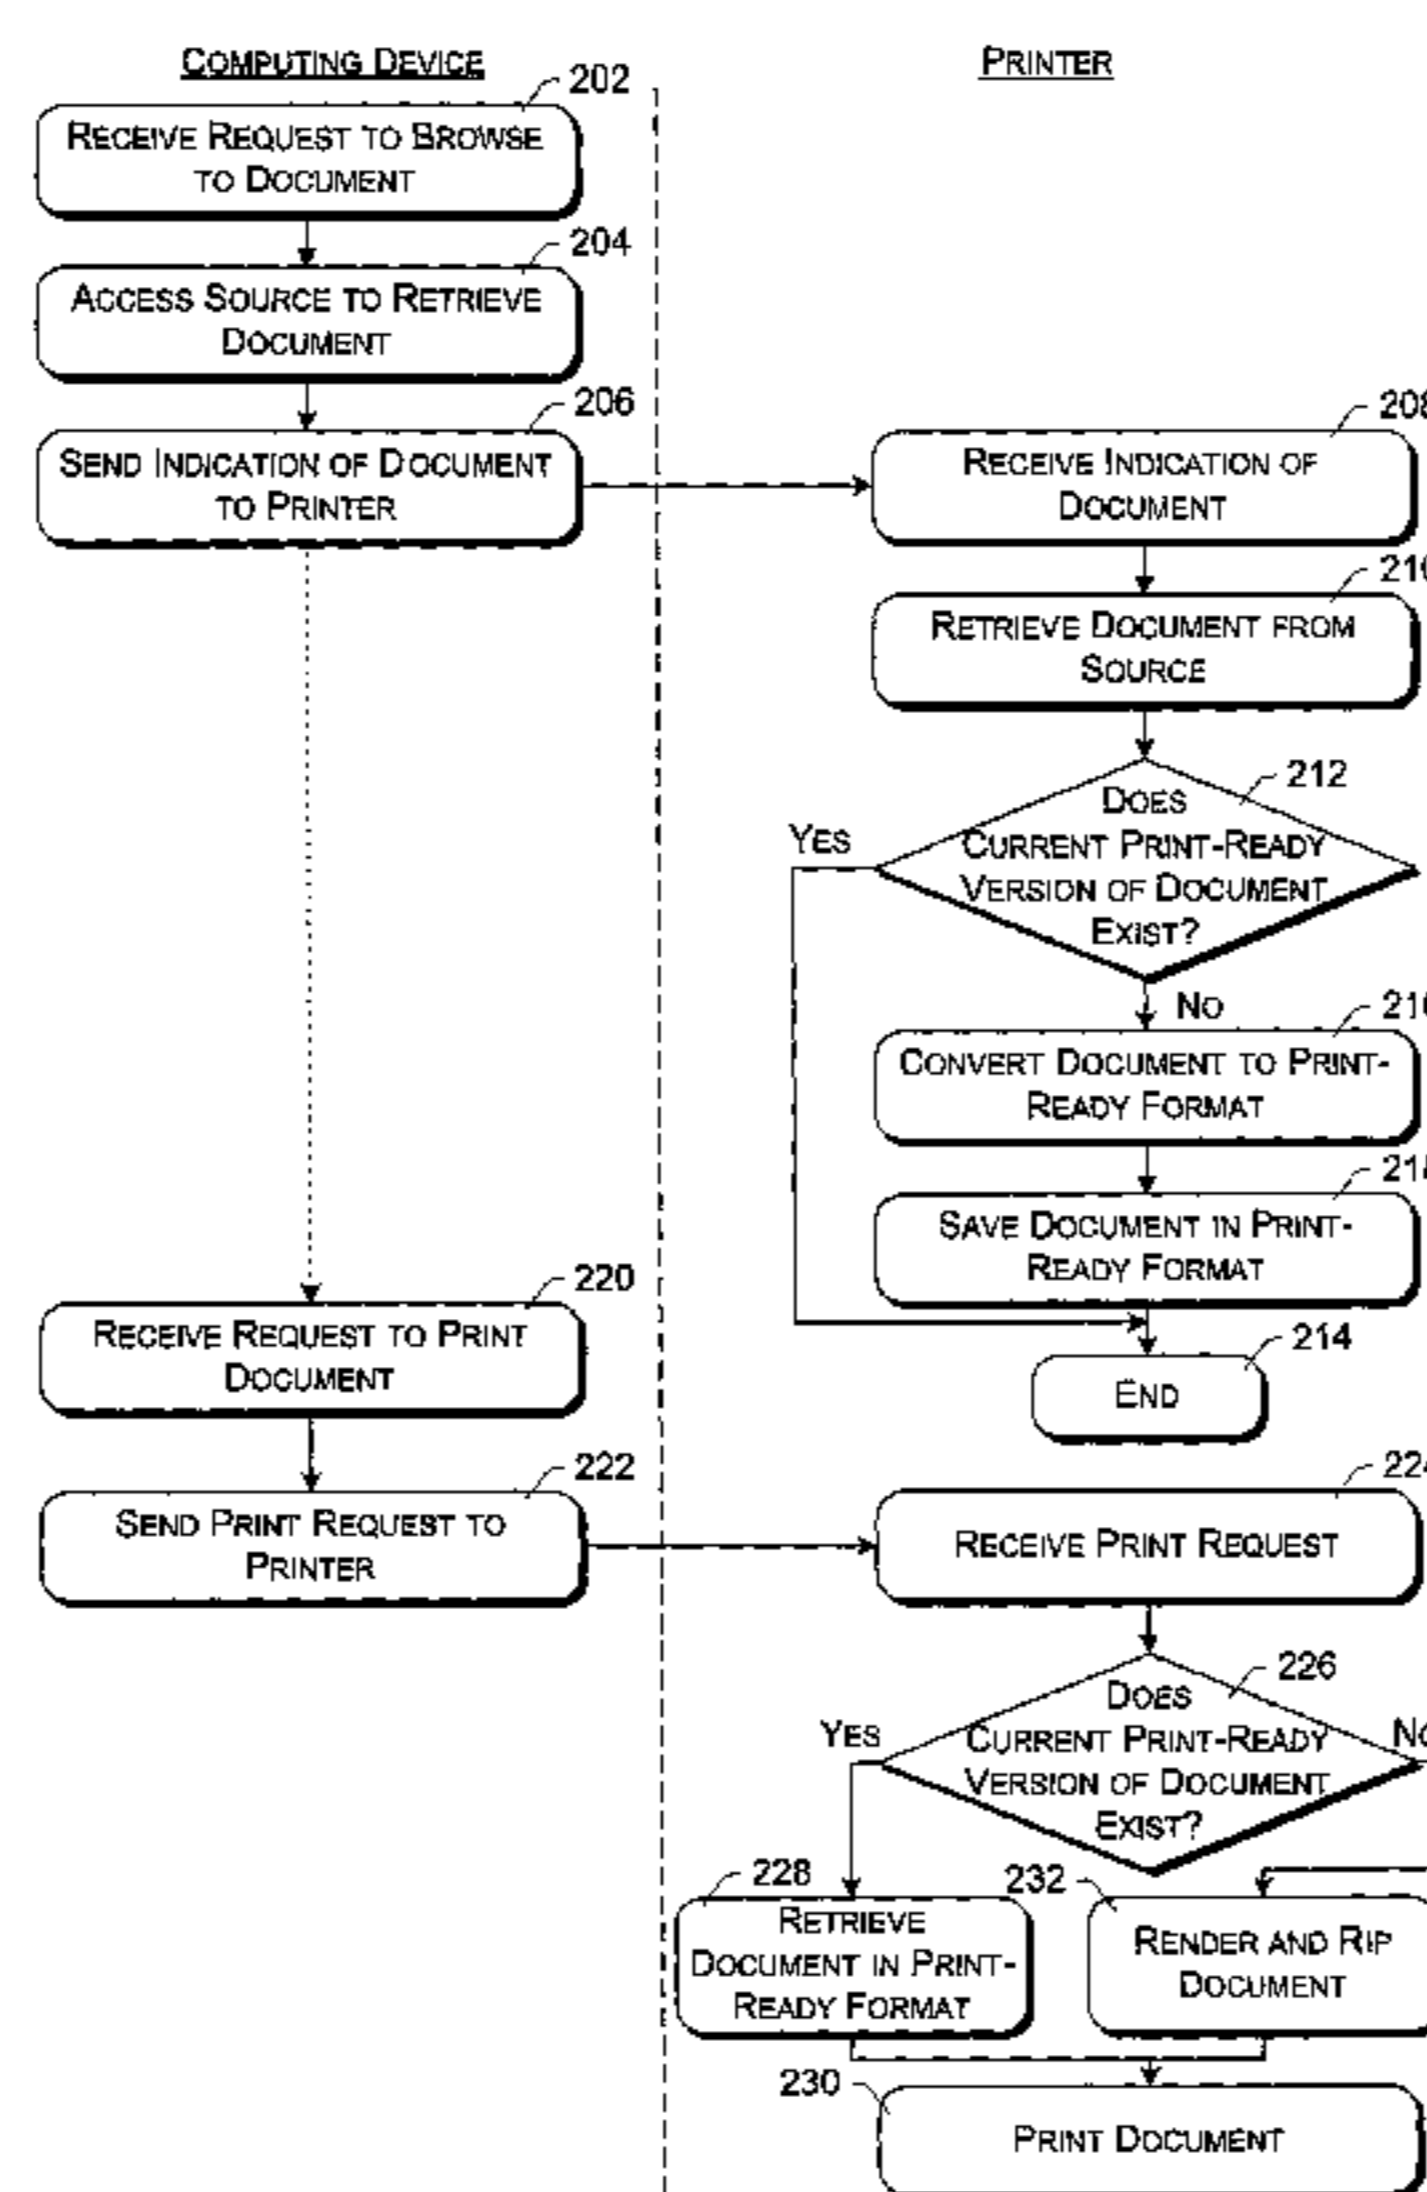 COMPUTING DEVICE
PRINTER
202
RECEIVE REQUEST TO BROWSE
TO DOCUMENT
204
ACCESS SOURCE TO RETRIEVE
DOCUMENT
206
SEND INDICATION OF DOCUMENT
TO PRINTER
208
RECEIVE INDICATION OF
DOCUMENT
210
RETRIEVE DOCUMENT FROM
SOURCE
212
DOES
CURRENT PRINT-READY
VERSION OF DOCUMENT
EXIST?
YES
NO
CONVERT DOCUMENT TO PRINT-
READY FORMAT
SAVE DOCUMENT IN PRINT-
READY FORMAT
214
END
220
RECEIVE REQUEST TO PRINT
DOCUMENT
222
SEND PRINT REQUEST TO
PRINTER
224
RECEIVE PRINT REQUEST
226
DOES
CURRENT PRINT-READY
VERSION OF DOCUMENT
EXIST?
YES
NO
228
RETRIEVE
DOCUMENT IN PRINT-
READY FORMAT
232
RENDER AND RIP
DOCUMENT
230
PRINT DOCUMENT